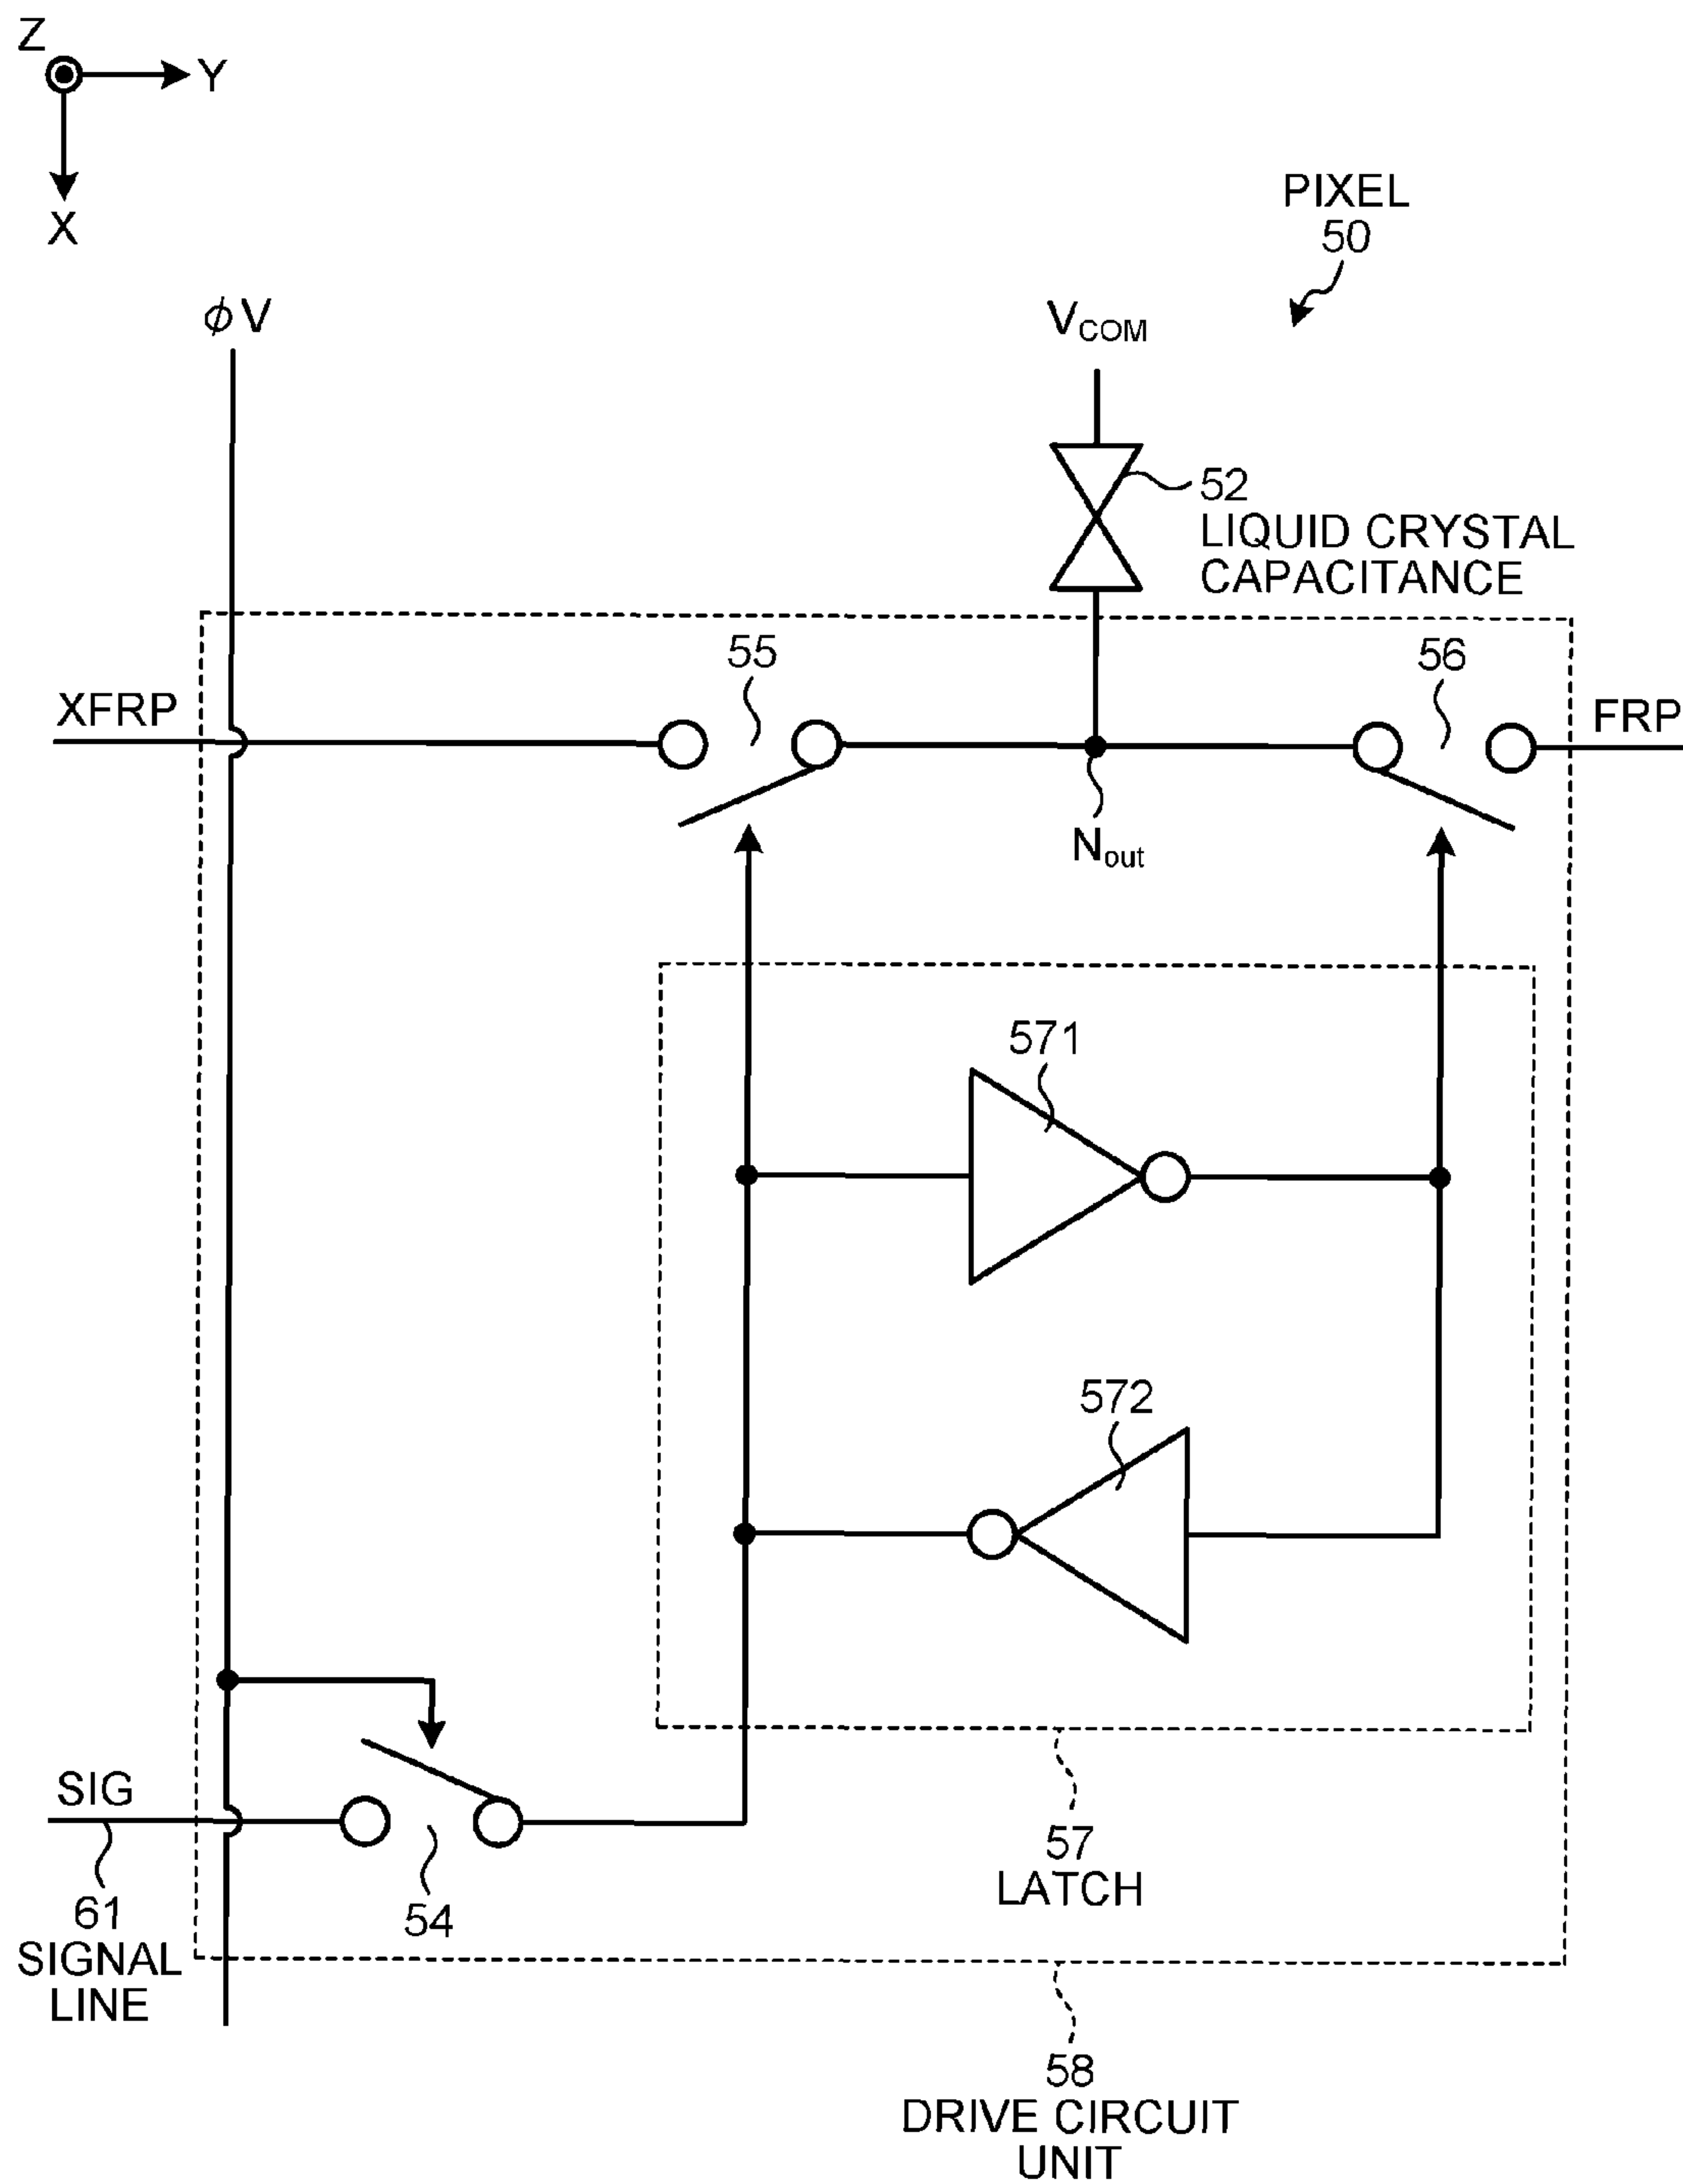 Z
Y
X
PIXEL
50
ϕV
VCOM
52
LIQUID CRYSTAL
CAPACITANCE
55
56
XFRP
FRP
Nout
571
572
SIG
61
SIGNAL
LINE
54
57
LATCH
58
DRIVE CIRCUIT
UNIT